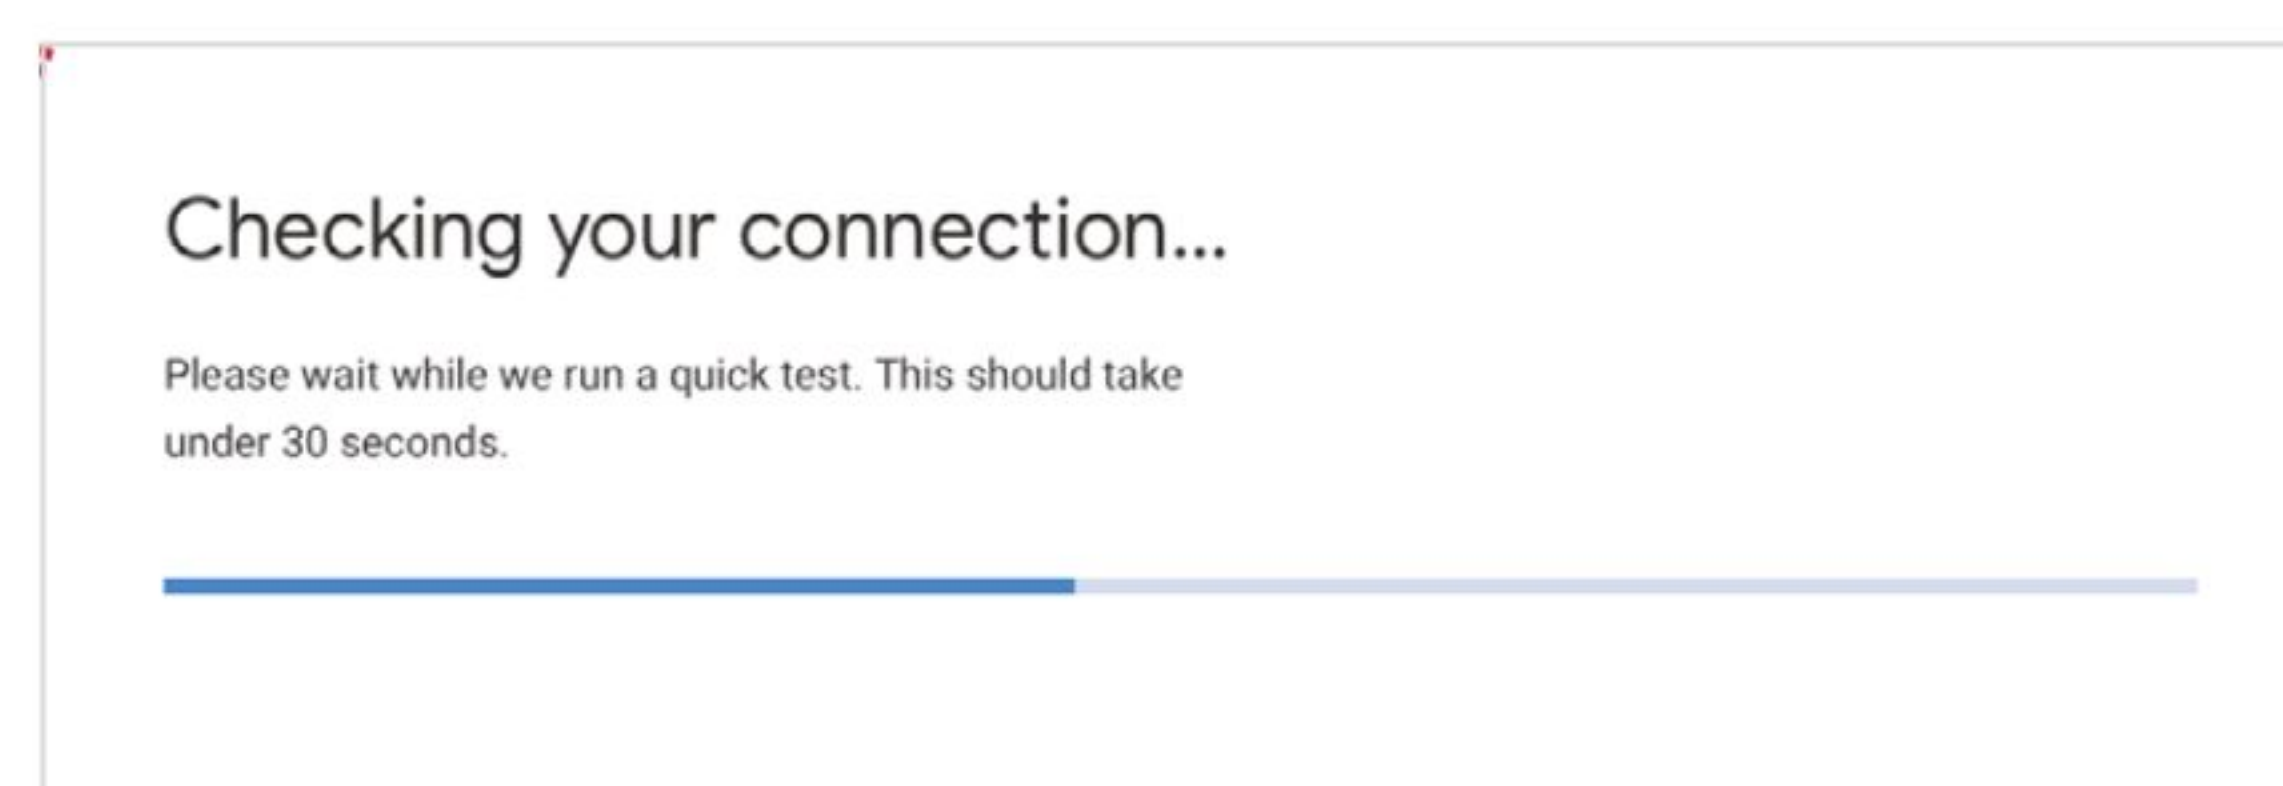 Checking your connection...
Please wait while we run a quick test. This should take
under 30 seconds.